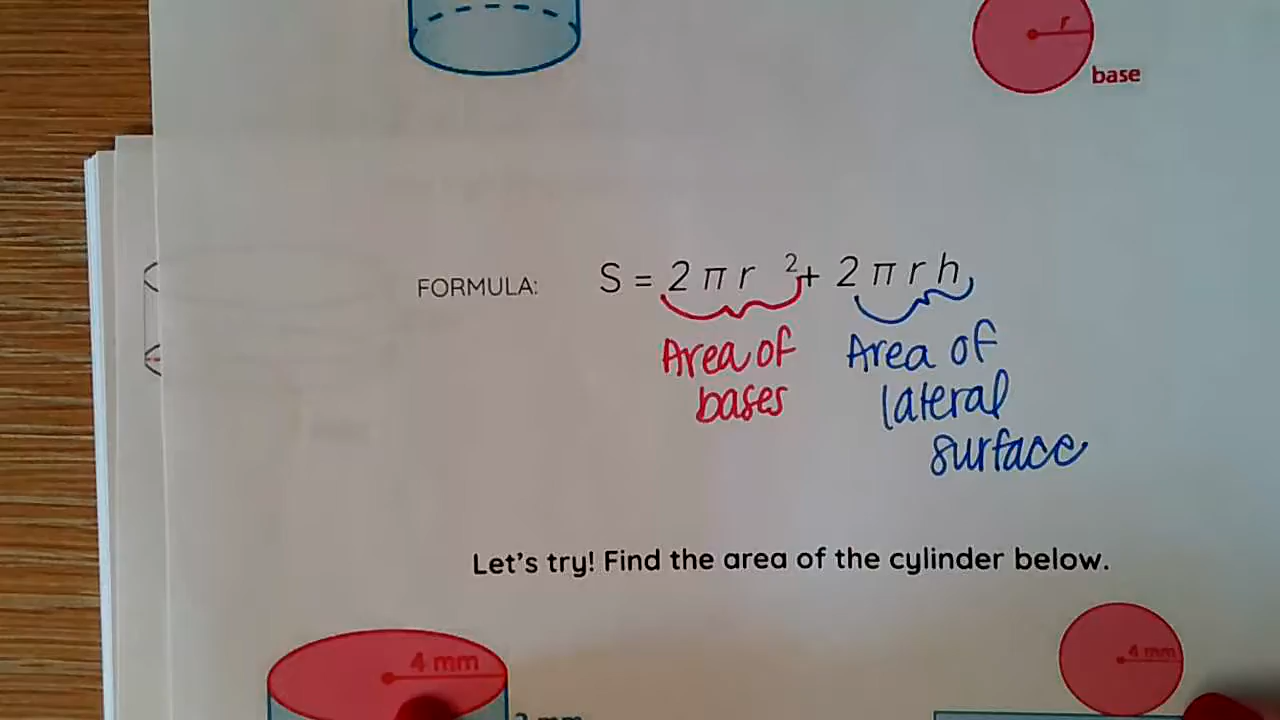 r
base
FORMULA: S = 2πr² + 2πrh
Area of bases
Area of lateral surface
Let's try! Find the area of the cylinder below.
4 mm
4 mm
mm